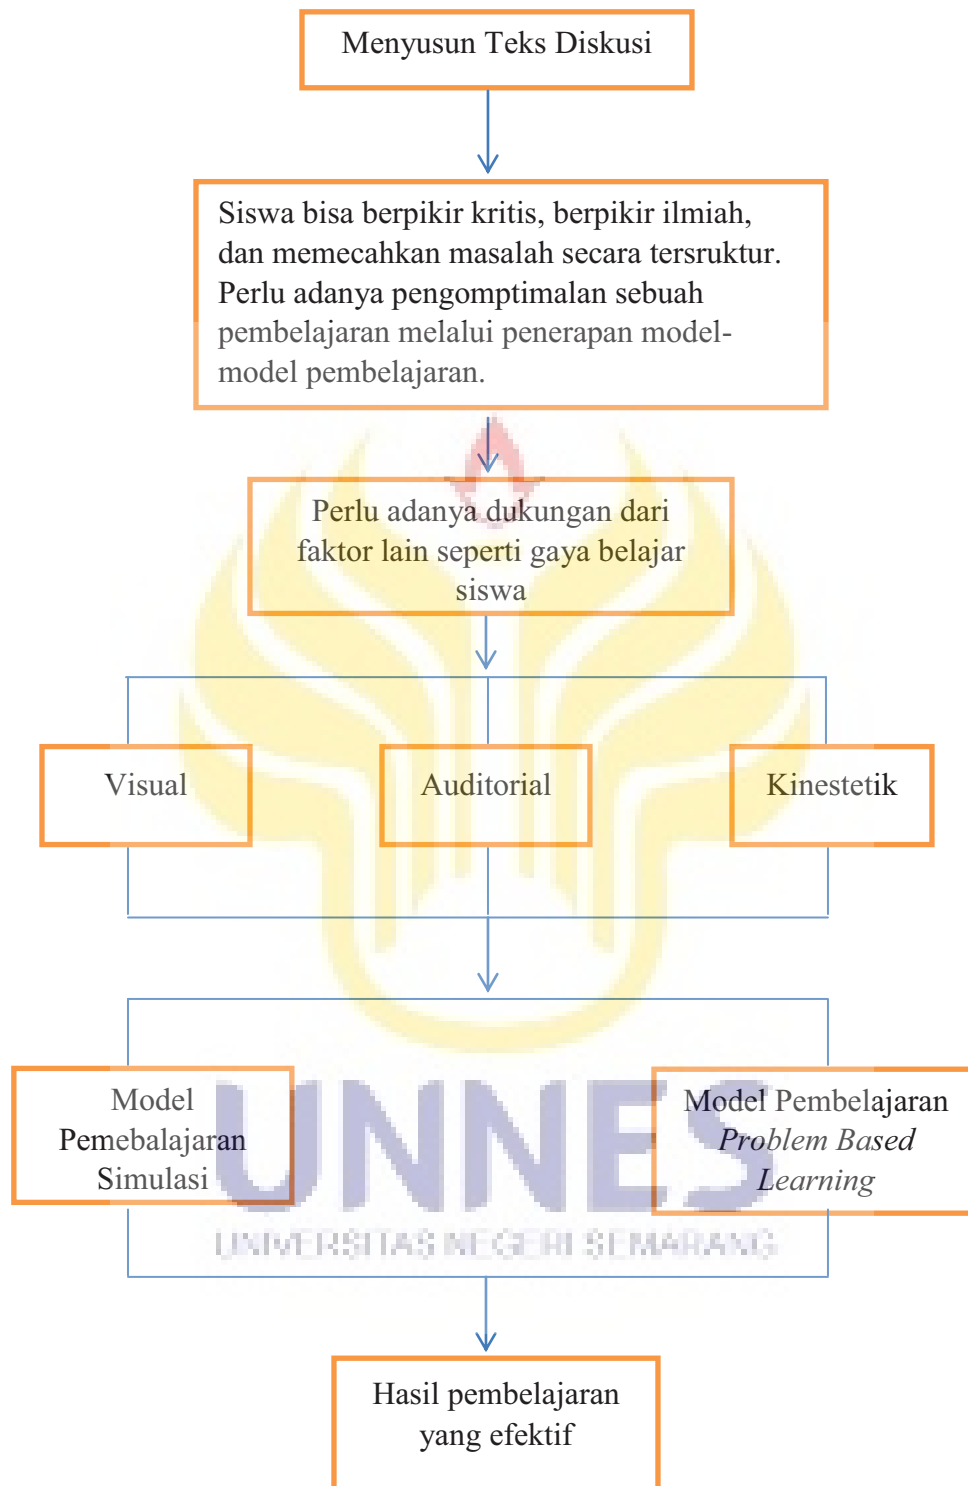 Menyusun Teks Diskusi
Siswa bisa berpikir kritis, berpikir ilmiah,
dan memecahkan masalah secara tersruktur.
Perlu adanya pengomptimalan sebuah
pembelajaran melalui penerapan model-
model pembelajaran.
Perlu adanya dukungan dari
faktor lain seperti gaya belajar
siswa
Visual
Auditorial
Kinestetik
Model
Pemebalajaran
Simulasi
Model Pembelajaran
Problem Based
Learning
UNNES
UNIVERSITAS NEGERI SEMARANG
Hasil pembelajaran
yang efektif